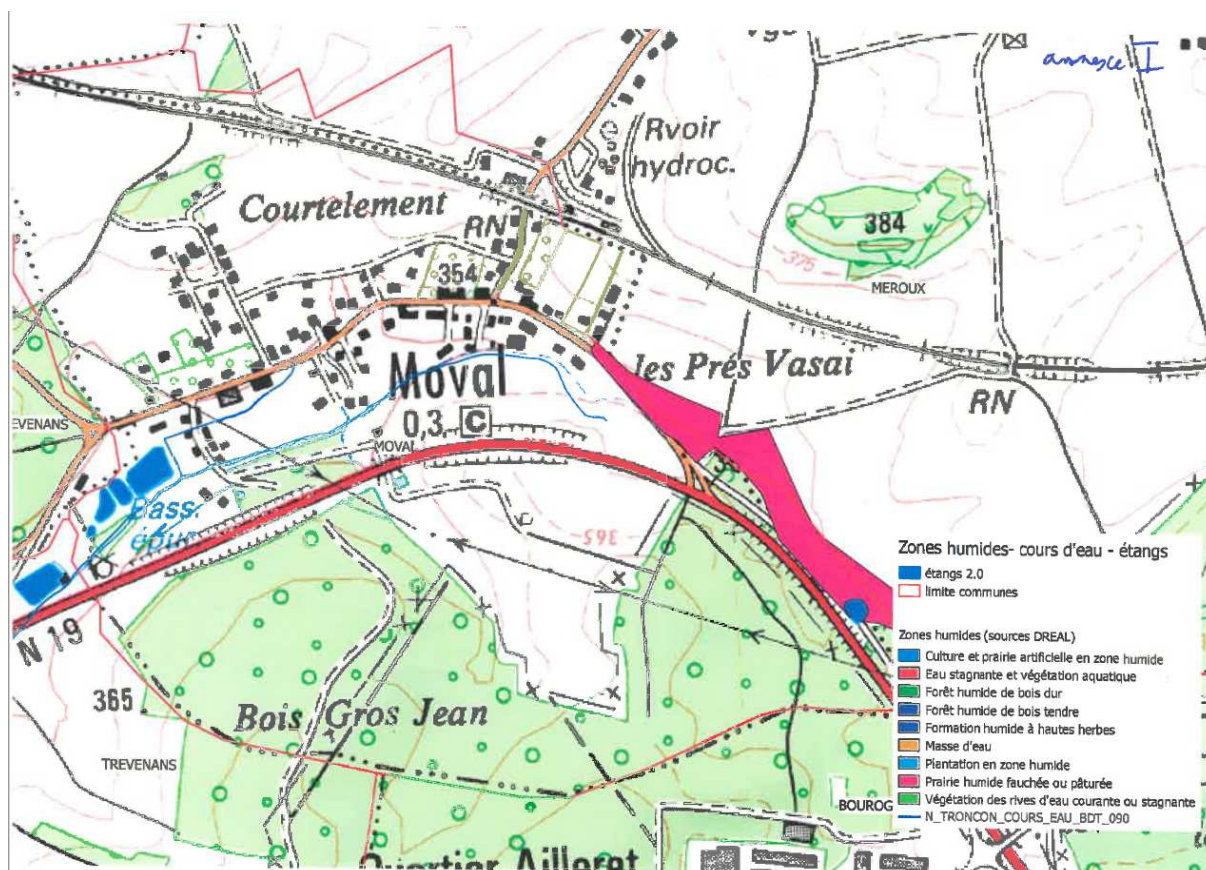 annexce I
Rvoir
hydroc.
Courtelement
RN
384
375
354
MEROUX
Moval
les Prés Vasai
0,3 C
MOVAL
RN
EVENANS
Bass.
épur
365
N 19
365
Bois Gros Jean
TREVENANS
BOUROG
Quartier Ailleret
Zones humides- cours d'eau - étangs
étangs 2.0
limite communes
Zones humides (sources DREAL)
Culture et prairie artificielle en zone humide
Eau stagnante et végétation aquatique
Forêt humide de bois dur
Forêt humide de bois tendre
Formation humide à hautes herbes
Masse d'eau
Plantation en zone humide
Prairie humide fauchée ou pâturée
Végétation des rives d'eau courante ou stagnante
N_TRONCON_COURS_EAU_BDT_090